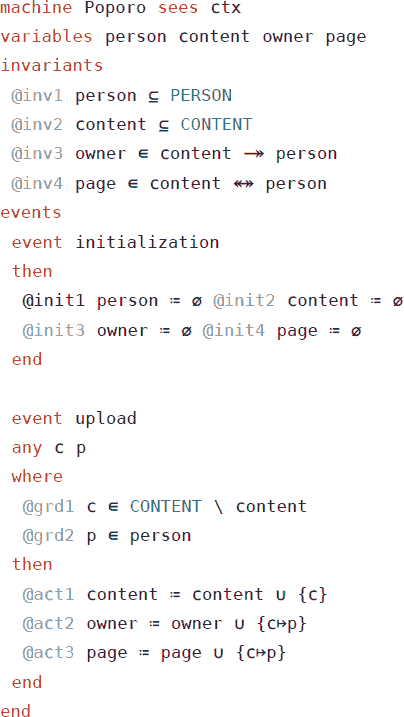 machine Poporo sees ctx
variables person content owner page
invariants
@inv1 person ⊆ PERSON
@inv2 content ⊆ CONTENT
@inv3 owner ∈ content ↠ person
@inv4 page ∈ content  person
events
event initialization
then
@init1 person ≔ ∅ @init2 content ≔ ∅
@init3 owner ≔ ∅ @init4 page ≔ ∅
end
event upload
any c p
where
@grd1 c ∈ CONTENT \ content
@grd2 p ∈ person
then
@act1 content ≔ content ∪ {c}
@act2 owner ≔ owner ∪ {c↦p}
@act3 page ≔ page ∪ {c↦p}
end
end